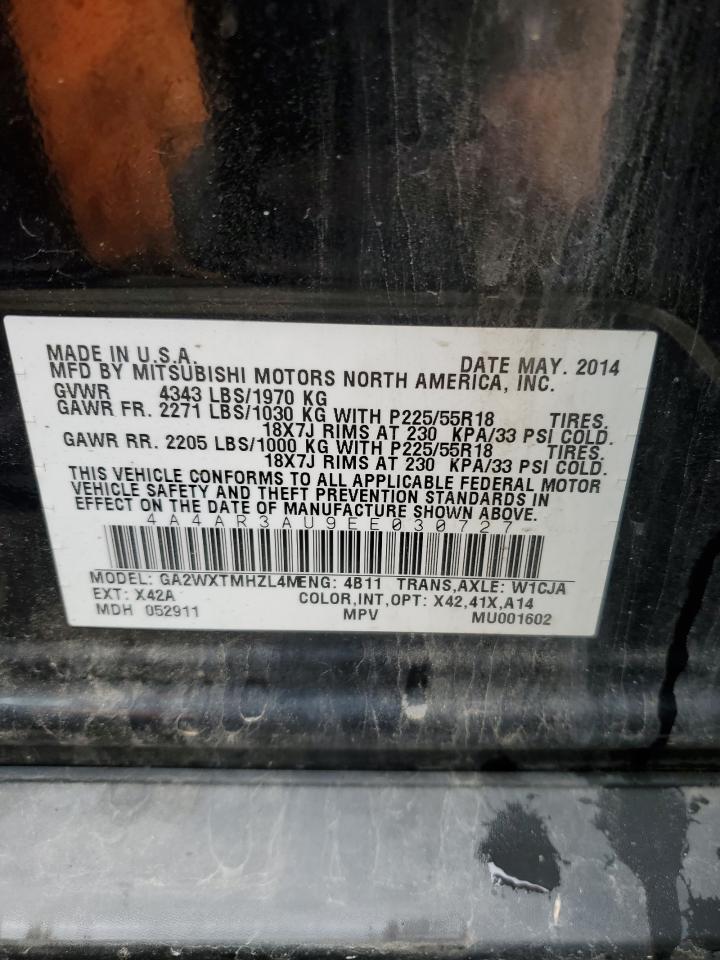 MADE IN U.S.A. DATE MAY. 2014
MFD BY MITSUBISHI MOTORS NORTH AMERICA, INC.
GVWR 4343 LBS/1970 KG
GAWR FR. 2271 LBS/1030 KG WITH P225/55R18 TIRES.
18X7J RIMS AT 230 KPA/33 PSI COLD.
GAWR RR. 2205 LBS/1000 KG WITH P225/55R18 TIRES.
18X7J RIMS AT 230 KPA/33 PSI COLD.
THIS VEHICLE CONFORMS TO ALL APPLICABLE FEDERAL MOTOR
VEHICLE SAFETY AND THEFT PREVENTION STANDARDS IN
EFFECT ON THE DATE OF MANUFACTURE SHOWN ABOVE.
4A4AR3AU9EE030727
MODEL: GA2WXTMHZL4M ENG: 4B11 TRANS,AXLE: W1CJA
EXT: X42A COLOR,INT,OPT: X42,41X,A14
MDH 052911 MPV MU001602